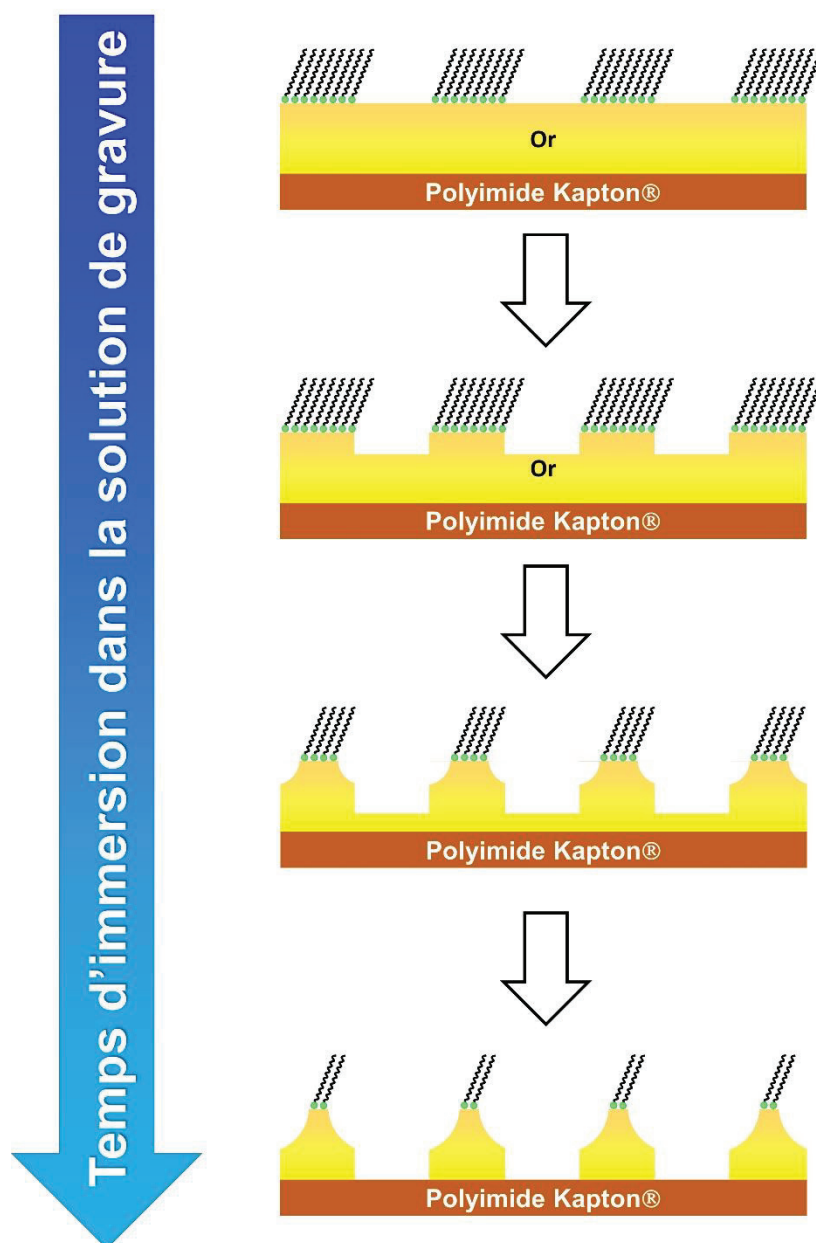 Temps d’immersion dans la solution de gravure
Or
Polyimide Kapton®
Or
Polyimide Kapton®
Polyimide Kapton®
Polyimide Kapton®